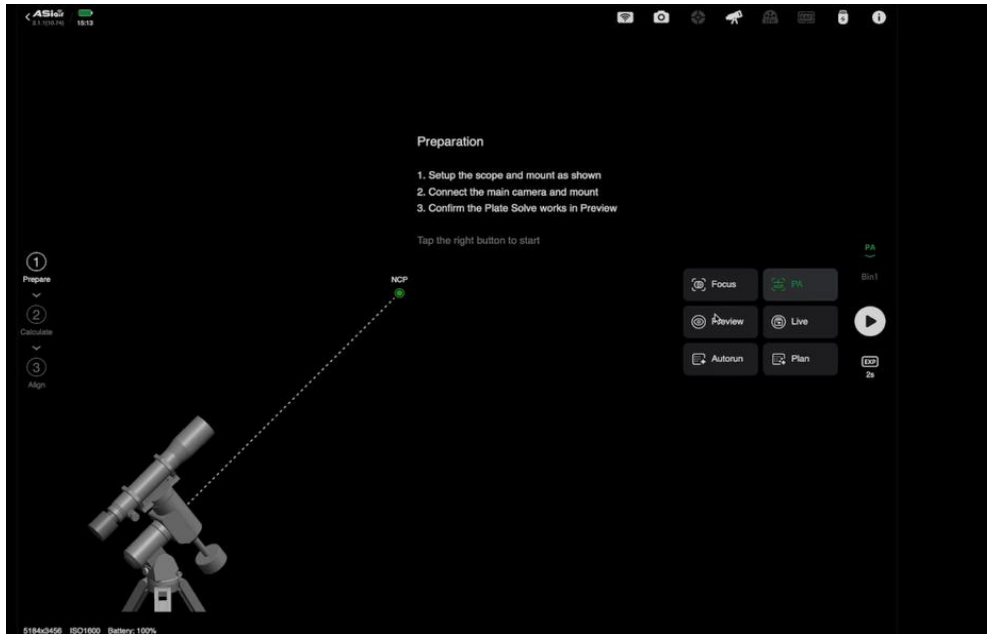 ASIAIR
15:13
Preparation
1. Setup the scope and mount as shown
2. Connect the main camera and mount
3. Confirm the Plate Solve works in Preview
Tap the right button to start
PA
1
Prepare
NCP
Bin1
Focus
PA
2
Calculate
Preview
Live
3
Align
Autorun
Plan
EXP
2s
5184x3456 ISO1600 Battery: 100%